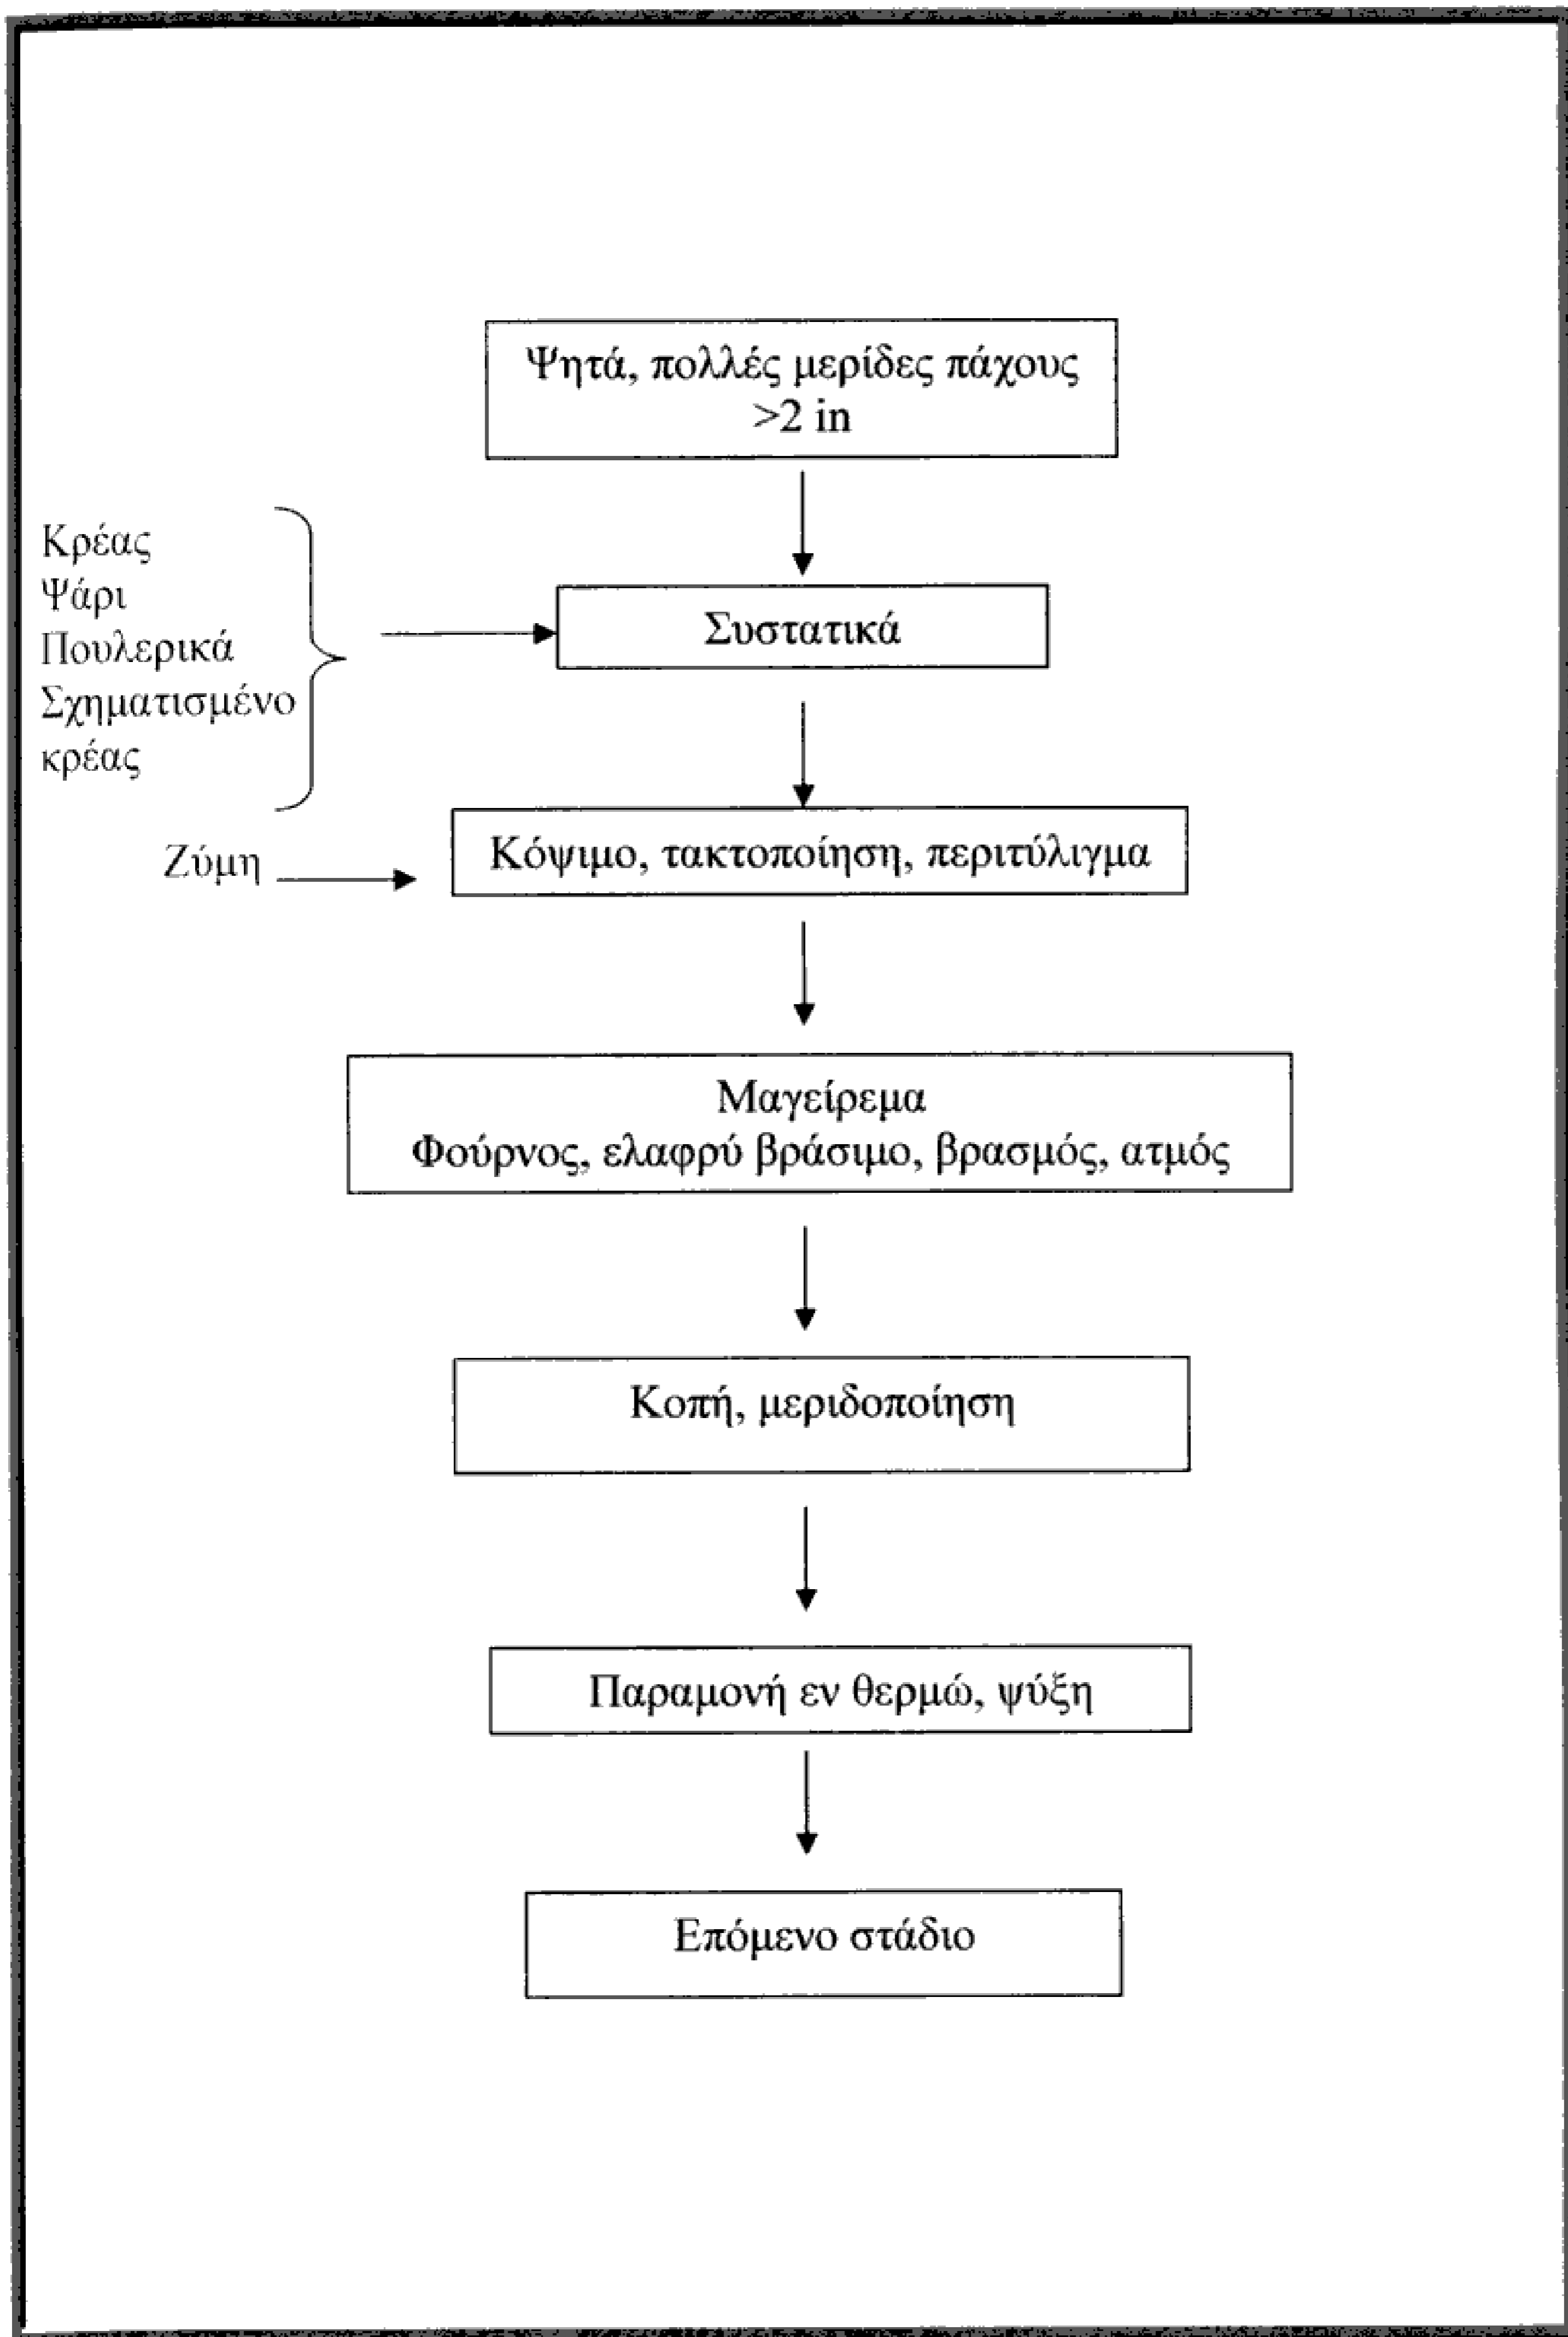 Ψητά, πολλές μερίδες πάχους
>2 in
Κρέας
Ψάρι
Πουλερικά
Σχηματισμένο
κρέας
Συστατικά
Ζύμη
Κόψιμο, τακτοποίηση, περιτύλιγμα
Μαγείρεμα
Φούρνος, ελαφρύ βράσιμο, βρασμός, ατμός
Κοπή, μεριδοποίηση
Παραμονή εν θερμώ, ψύξη
Επόμενο στάδιο